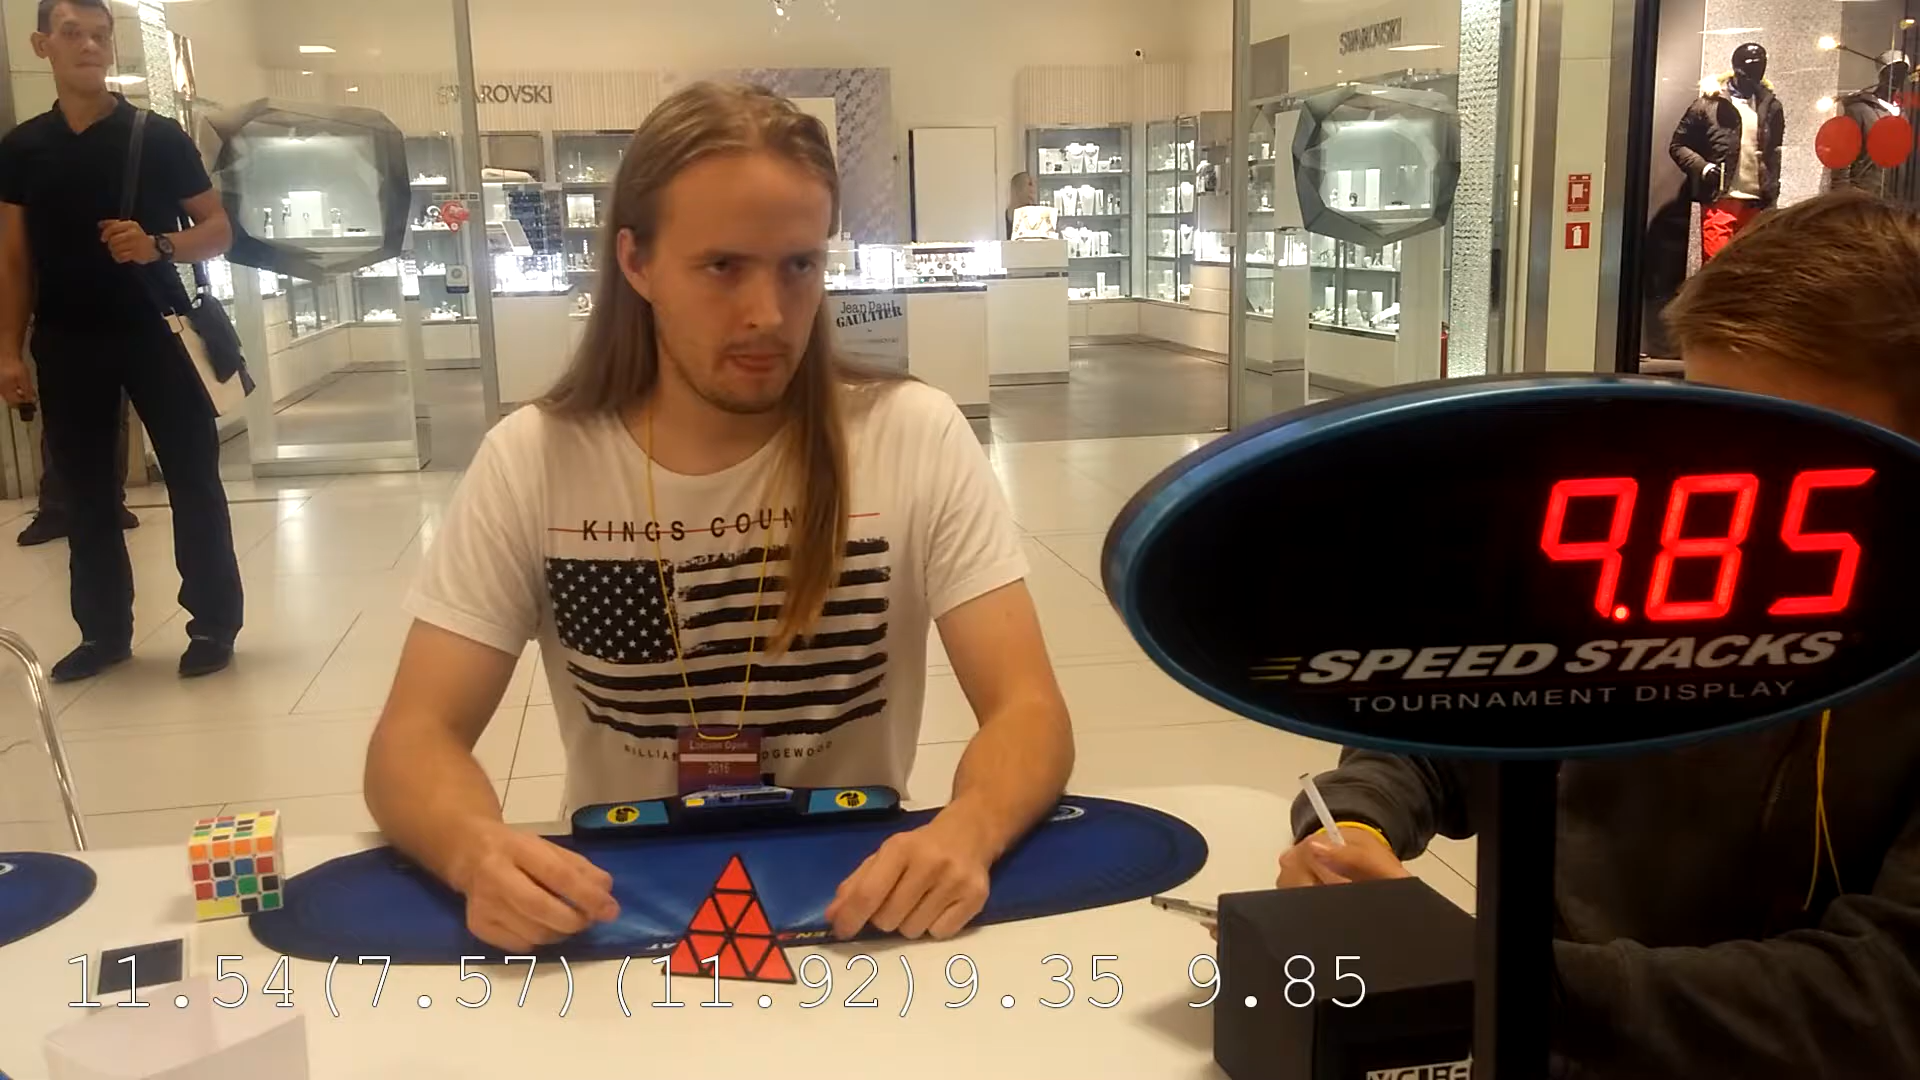 SWAROVSKI
SWAROVSKI
Jean Paul
GAULTIER
KINGS COUN
9.85
SPEED STACKS
TOURNAMENT DISPLAY
2016
11.54(7.57)(11.92)9.35 9.85